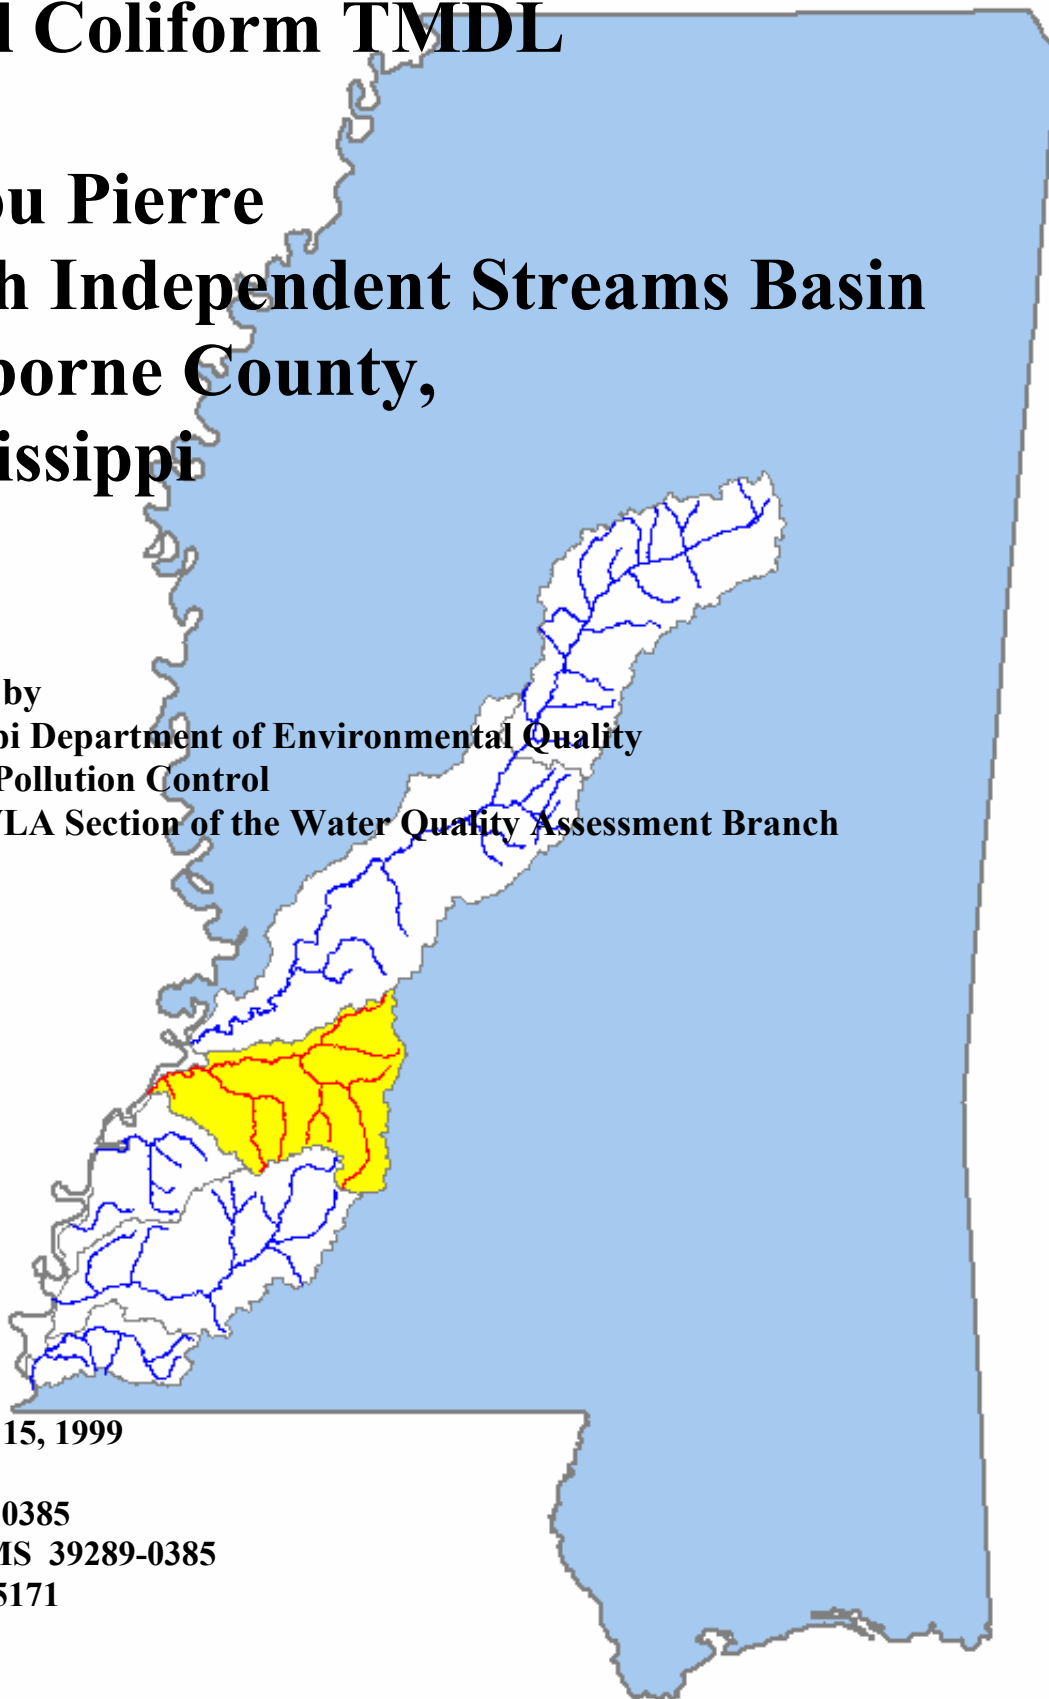 l Coliform TMDL
ou Pierre
h Independent Streams Basin
borne County,
issippi
by
pi Department of Environmental Quality
Pollution Control
VLA Section of the Water Quality Assessment Branch
15, 1999
0385
MS 39289-0385
5171